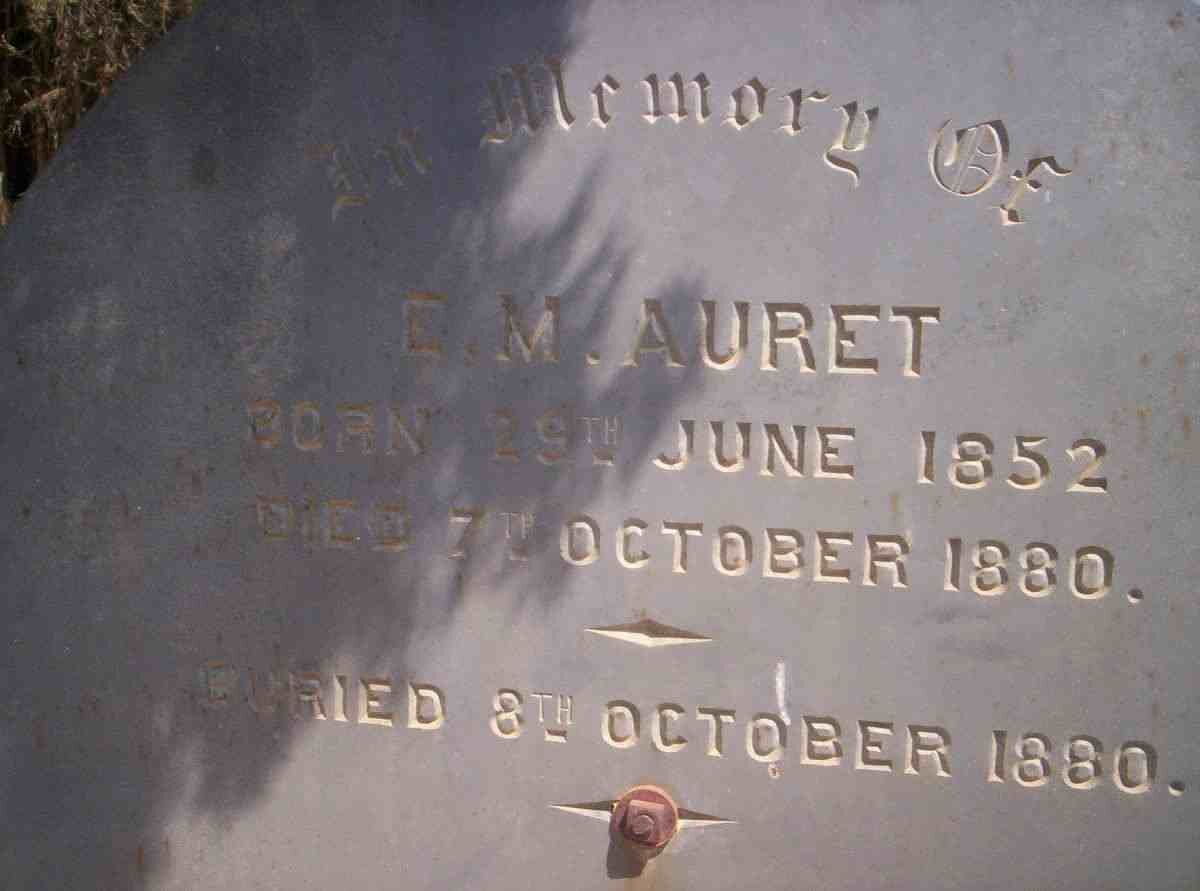 In Memory Of
E.M. AURET
BORN 29TH JUNE 1852
DIED 7TH OCTOBER 1880.
BURIED 8TH OCTOBER 1880.